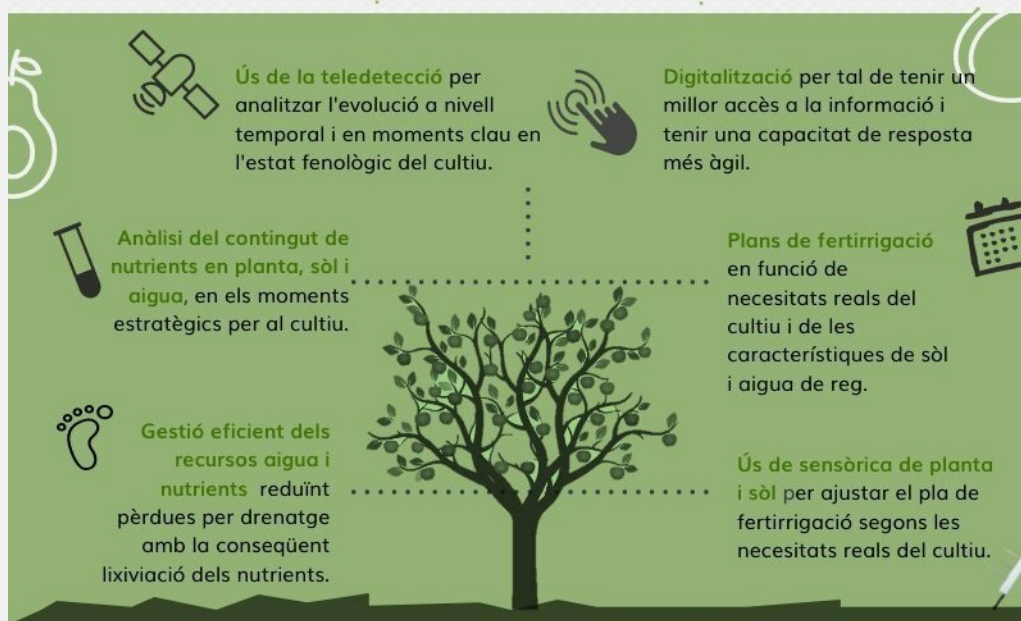 Ús de la teledetecció per
analitzar l'evolució a nivell
temporal i en moments clau en
l'estat fenològic del cultiu.
Digitalització per tal de tenir un
millor accès a la informació i
tenir una capacitat de resposta
més àgil.
Anàlisi del contingut de
nutrients en planta, sòl i
aigua, en els moments
estratègics per al cultiu.
Plans de fertirrigació
en funció de
necesitats reals del
cultiu i de les
característiques de sòl
i aigua de reg.
Gestió eficient dels
recursos aigua i
nutrients reduïnt
pèrdues per drenatge
amb la conseqüent
lixiviació dels nutrients.
Ús de sensòrica de planta
i sòl per ajustar el pla de
fertirrigació segons les
necesitats reals del cultiu.